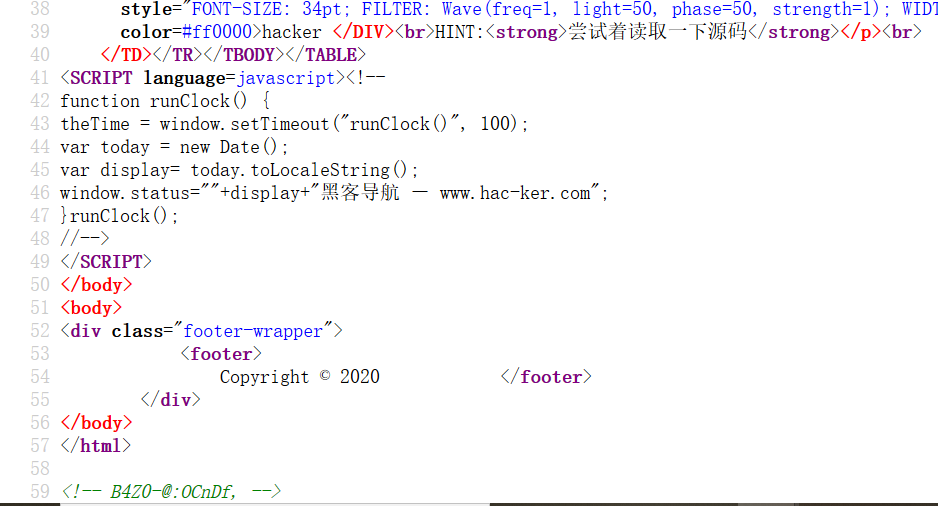 38 style="FONT-SIZE: 34pt; FILTER: Wave(freq=1, light=50, phase=50, strength=1); WIDT
39 color=#ff0000>hacker </DIV><br>HINT:<strong>尝试着读取一下源码</strong></p><br>
40 </TD></TR></TBODY></TABLE>
41 <SCRIPT language=javascript><!--
42 function runClock() {
43 theTime = window.setTimeout("runClock()", 100);
44 var today = new Date();
45 var display= today.toLocaleString();
46 window.status=""+display+"黑客导航 — www.hac-ker.com";
47 }runClock();
48 //-->
49 </SCRIPT>
50 </body>
51 <body>
52 <div class="footer-wrapper">
53 <footer>
54 Copyright © 2020 </footer>
55 </div>
56 </body>
57 </html>
58
59 <!-- B4Z0-@:OCnDf, -->